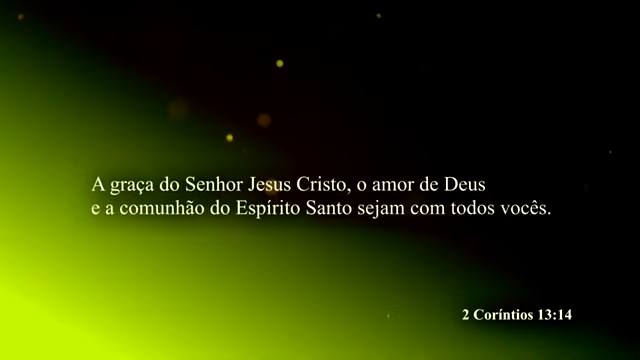 A graça do Senhor Jesus Cristo, o amor de Deus
e a comunhão do Espírito Santo sejam com todos vocês.
2 Coríntios 13:14